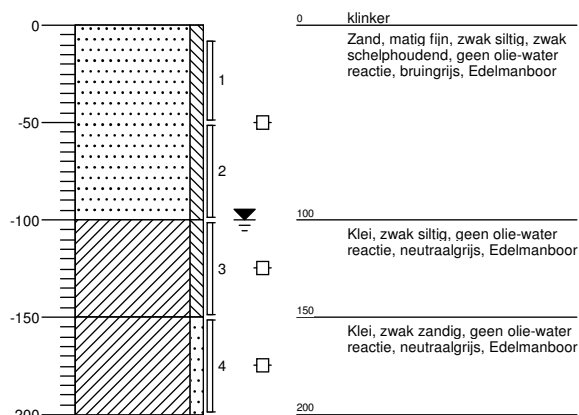 0
0 klinker
Zand, matig fijn, zwak siltig, zwak
schelphoudend, geen olie-water
reactie, bruingrijs, Edelmanboor
1
-50
2
-100
100
Klei, zwak siltig, geen olie-water
reactie, neutraalgrijs, Edelmanboor
3
-150
150
Klei, zwak zandig, geen olie-water
reactie, neutraalgrijs, Edelmanboor
4
-200
200